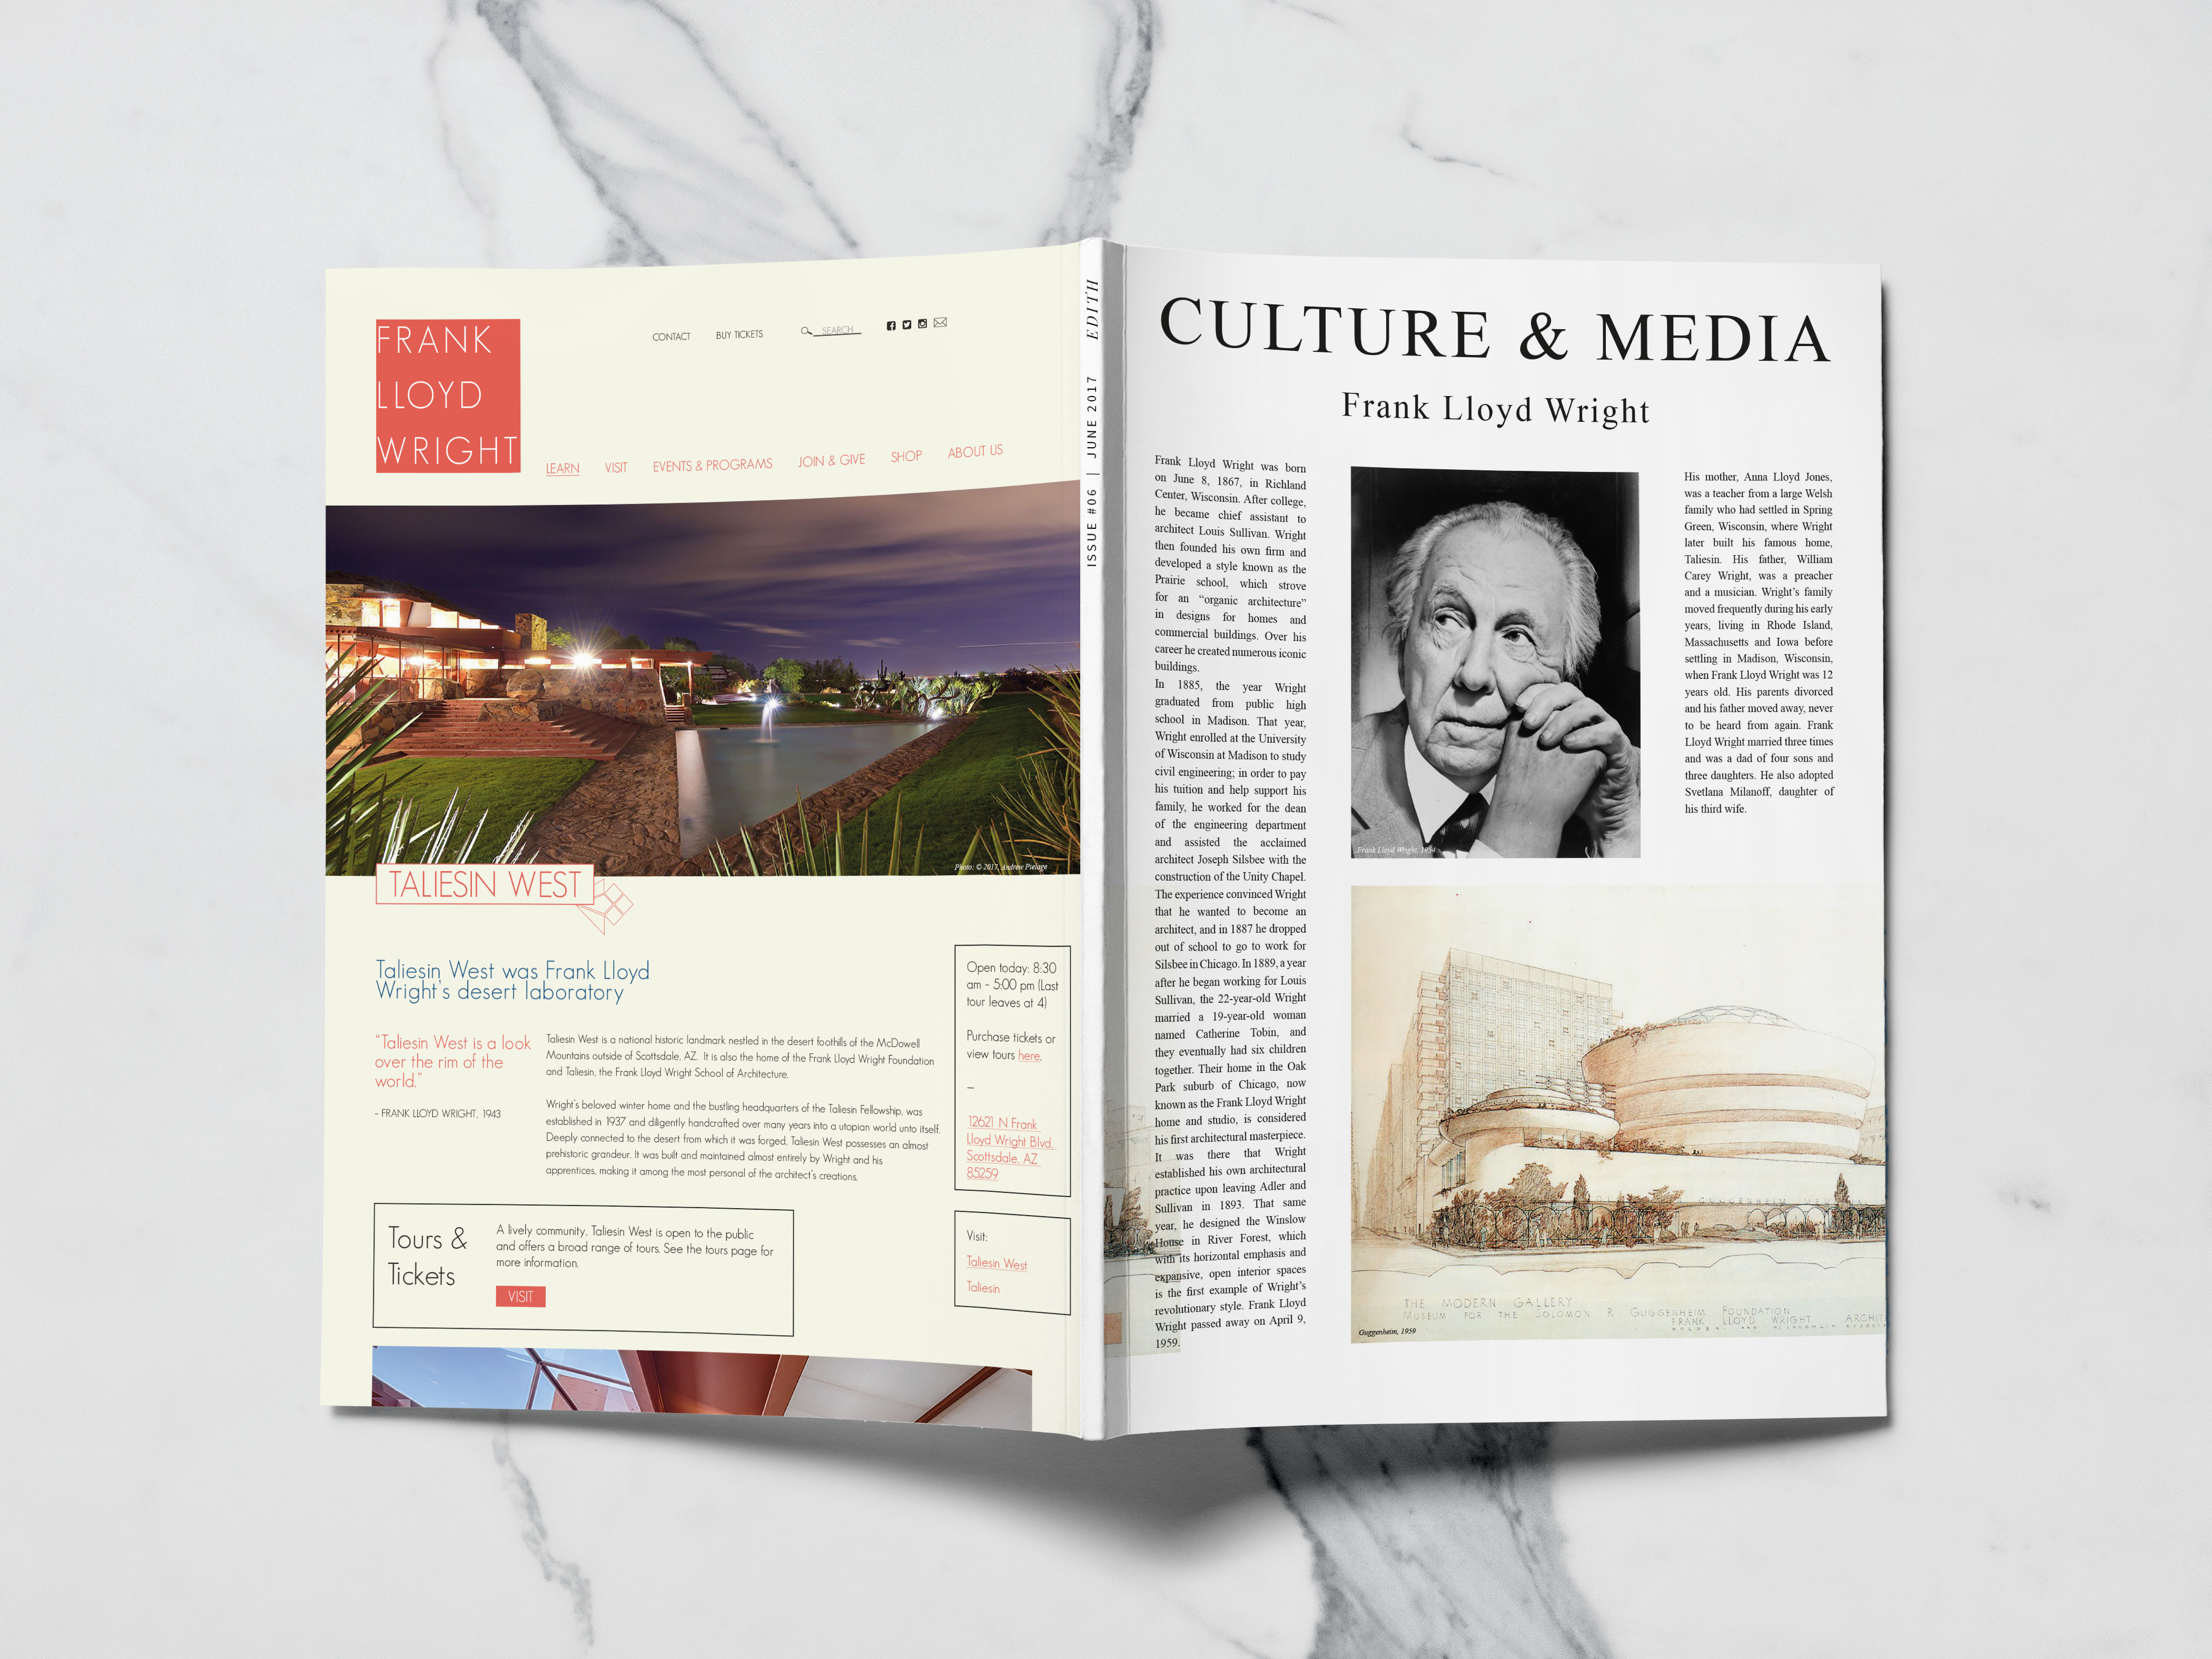 FRANK
LLOYD
WRIGHT
CONTACT
BUY TICKETS
SEARCH
LEARN
VISIT
EVENTS & PROGRAMS
JOIN & GIVE
SHOP
ABOUT US
Photo: © 2017, Andrew Pielage
TALIESIN WEST
Taliesin West was Frank Lloyd
Wright's desert laboratory
"Taliesin West is a look
over the rim of the
world."
- FRANK LLOYD WRIGHT, 1943
Taliesin West is a national historic landmark nestled in the desert foothills of the McDowell
Mountains outside of Scottsdale, AZ. It is also the home of the Frank Lloyd Wright Foundation
and Taliesin, the Frank Lloyd Wright School of Architecture.
Wright's beloved winter home and the bustling headquarters of the Taliesin Fellowship, was
established in 1937 and diligently handcrafted over many years into a utopian world unto itself.
Deeply connected to the desert from which it was forged, Taliesin West possesses an almost
prehistoric grandeur. It was built and maintained almost entirely by Wright and his
apprentices, making it among the most personal of the architect's creations.
Open today: 8:30
am - 5:00 pm (Last
tour leaves at 4)
Purchase tickets or
view tours here.
–
12621 N Frank
Lloyd Wright Blvd,
Scottsdale, AZ
85259
Tours &
Tickets
A lively community, Taliesin West is open to the public
and offers a broad range of tours. See the tours page for
more information.
VISIT
Visit:
Taliesin West
Taliesin
ISSUE #06 | JUNE 2017 EDITH
CULTURE & MEDIA
Frank Lloyd Wright
Frank Lloyd Wright was born
on June 8, 1867, in Richland
Center, Wisconsin. After college,
he became chief assistant to
architect Louis Sullivan. Wright
then founded his own firm and
developed a style known as the
Prairie school, which strove
for an “organic architecture”
in designs for homes and
commercial buildings. Over his
career he created numerous iconic
buildings.
In 1885, the year Wright
graduated from public high
school in Madison. That year,
Wright enrolled at the University
of Wisconsin at Madison to study
civil engineering; in order to pay
his tuition and help support his
family, he worked for the dean
of the engineering department
and assisted the acclaimed
architect Joseph Silsbee with the
construction of the Unity Chapel.
The experience convinced Wright
that he wanted to become an
architect, and in 1887 he dropped
out of school to go to work for
Silsbee in Chicago. In 1889, a year
after he began working for Louis
Sullivan, the 22-year-old Wright
married a 19-year-old woman
named Catherine Tobin, and
they eventually had six children
together. Their home in the Oak
Park suburb of Chicago, now
known as the Frank Lloyd Wright
home and studio, is considered
his first architectural masterpiece.
It was there that Wright
established his own architectural
practice upon leaving Adler and
Sullivan in 1893. That same
year, he designed the Winslow
House in River Forest, which
with its horizontal emphasis and
expansive, open interior spaces
is the first example of Wright's
revolutionary style. Frank Lloyd
Wright passed away on April 9,
1959.
Frank Lloyd Wright, 1954
His mother, Anna Lloyd Jones,
was a teacher from a large Welsh
family who had settled in Spring
Green, Wisconsin, where Wright
later built his famous home,
Taliesin. His father, William
Carey Wright, was a preacher
and a musician. Wright's family
moved frequently during his early
years, living in Rhode Island,
Massachusetts and Iowa before
settling in Madison, Wisconsin,
when Frank Lloyd Wright was 12
years old. His parents divorced
and his father moved away, never
to be heard from again. Frank
Lloyd Wright married three times
and was a dad of four sons and
three daughters. He also adopted
Svetlana Milanoff, daughter of
his third wife.
GUGGENHEIM
THE MODERN GALLERY
MUSEUM FOR THE SOLOMON R GUGGENHEIM FOUNDATION
FRANK LLOYD WRIGHT ARCHIT
Guggenheim, 1959